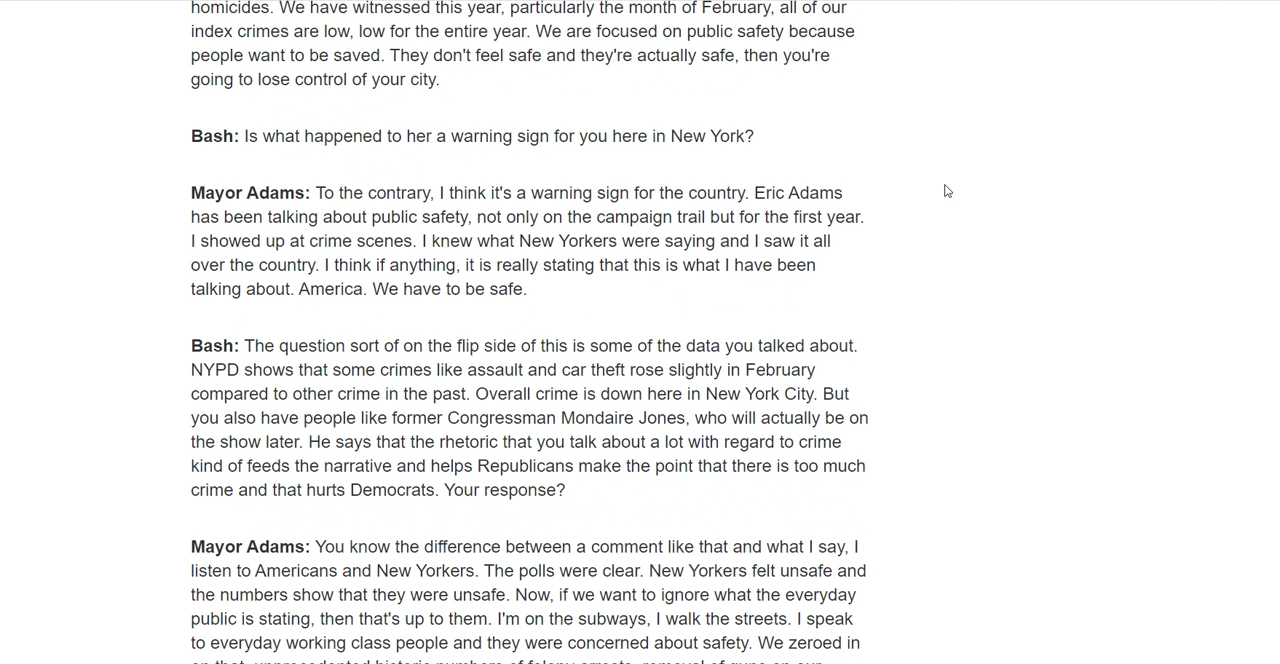 homicides. We have witnessed this year, particularly the month of February, all of our
index crimes are low, low for the entire year. We are focused on public safety because
people want to be saved. They don't feel safe and they're actually safe, then you're
going to lose control of your city.
Bash: Is what happened to her a warning sign for you here in New York?
Mayor Adams: To the contrary, I think it's a warning sign for the country. Eric Adams
has been talking about public safety, not only on the campaign trail but for the first year.
I showed up at crime scenes. I knew what New Yorkers were saying and I saw it all
over the country. I think if anything, it is really stating that this is what I have been
talking about. America. We have to be safe.
Bash: The question sort of on the flip side of this is some of the data you talked about.
NYPD shows that some crimes like assault and car theft rose slightly in February
compared to other crime in the past. Overall crime is down here in New York City. But
you also have people like former Congressman Mondaire Jones, who will actually be on
the show later. He says that the rhetoric that you talk about a lot with regard to crime
kind of feeds the narrative and helps Republicans make the point that there is too much
crime and that hurts Democrats. Your response?
Mayor Adams: You know the difference between a comment like that and what I say, I
listen to Americans and New Yorkers. The polls were clear. New Yorkers felt unsafe and
the numbers show that they were unsafe. Now, if we want to ignore what the everyday
public is stating, then that's up to them. I'm on the subways, I walk the streets. I speak
to everyday working class people and they were concerned about safety. We zeroed in